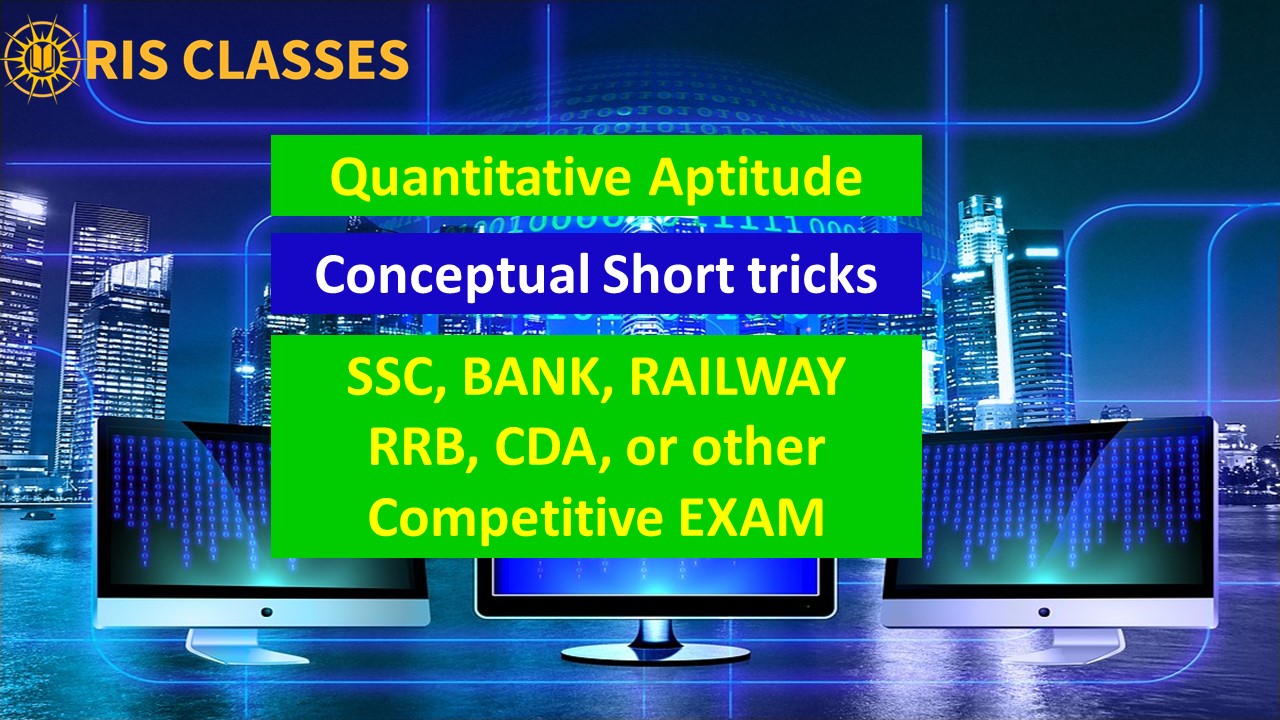 RIS CLASSES
Quantitative Aptitude
Conceptual Short tricks
SSC, BANK, RAILWAY
RRB, CDA, or other
Competitive EXAM